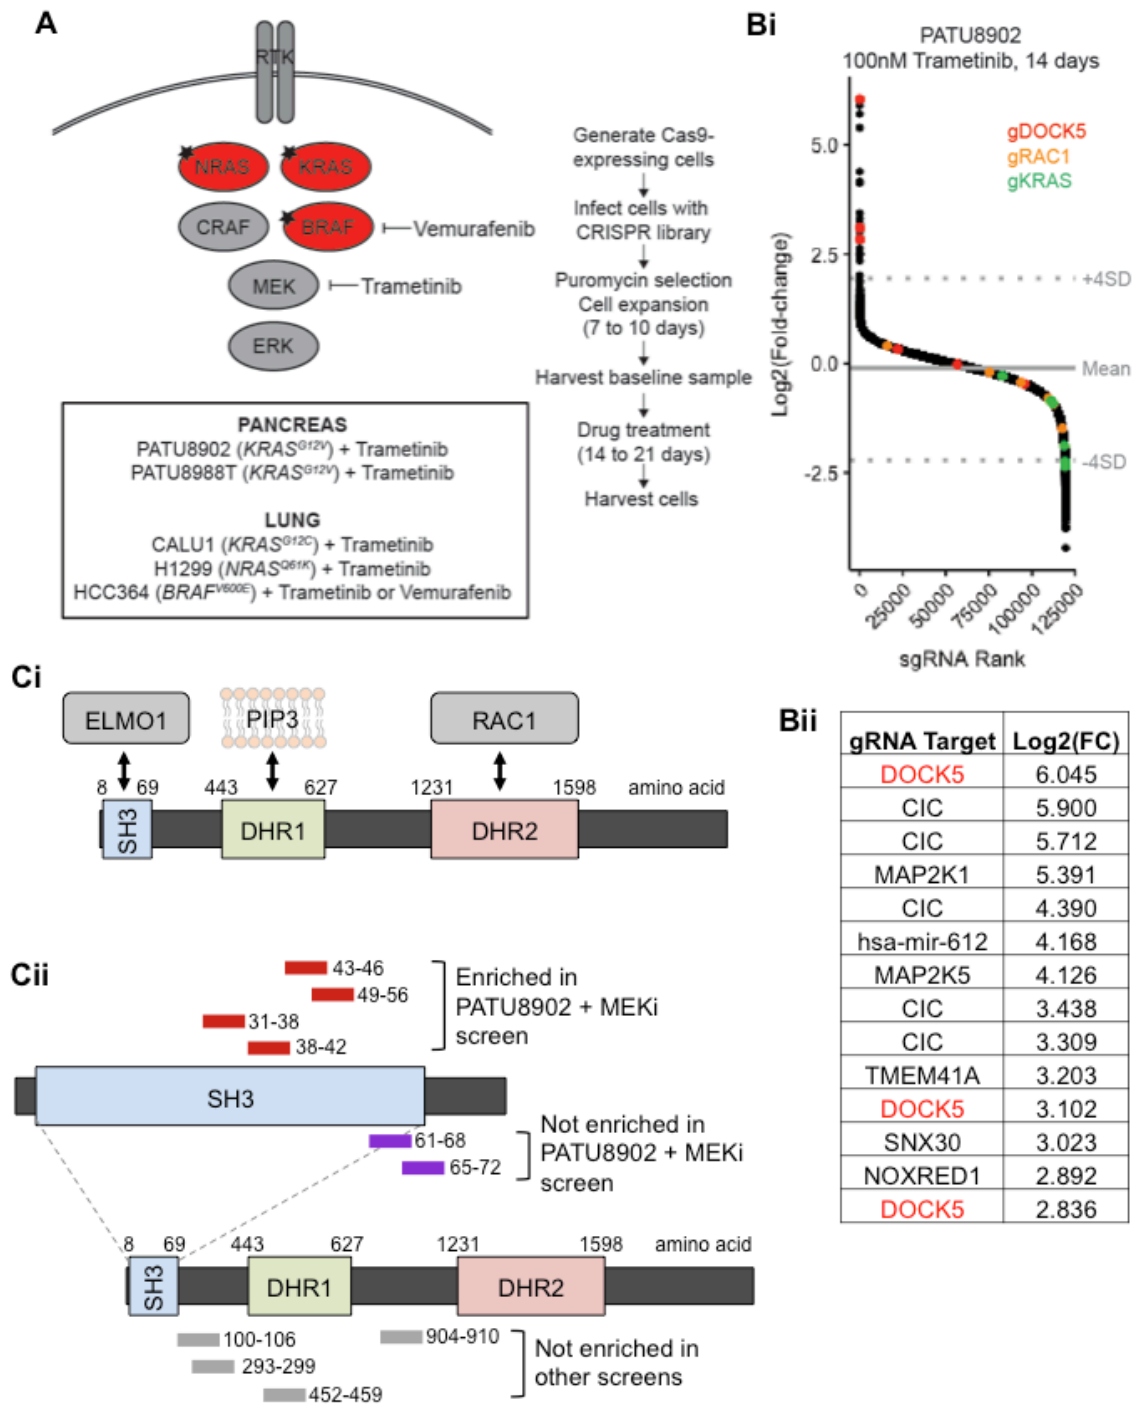 A
RTK
NRAS
KRAS
CRAF
BRAF
Vemurafenib
MEK
Trametinib
ERK
PANCREAS
PATU8902 (KRASG12V) + Trametinib
PATU8988T (KRASG12V) + Trametinib
LUNG
CALU1 (KRASG12C) + Trametinib
H1299 (NRASQ61K) + Trametinib
HCC364 (BRAFV600E) + Trametinib or Vemurafenib
Generate Cas9-
expressing cells
Infect cells with
CRISPR library
Puromycin selection
Cell expansion
(7 to 10 days)
Harvest baseline sample
Drug treatment
(14 to 21 days)
Harvest cells
Bi
PATU8902
100nM Trametinib, 14 days
gDOCK5
gRAC1
gKRAS
Log2(Fold-change)
5.0
2.5
0.0
-2.5
+4SD
Mean
-4SD
0
25000
50000
75000
100000
125000
sgRNA Rank
Ci
ELMO1
PIP3
RAC1
8 69 443 627 1231 1598 amino acid
SH3
DHR1
DHR2
Bii
gRNA Target Log2(FC)
DOCK5 6.045
CIC 5.900
CIC 5.712
MAP2K1 5.391
CIC 4.390
hsa-mir-612 4.168
MAP2K5 4.126
CIC 3.438
CIC 3.309
TMEM41A 3.203
DOCK5 3.102
SNX30 3.023
NOXRED1 2.892
DOCK5 2.836
Cii
43-46
49-56
31-38
38-42
Enriched in
PATU8902 + MEKi
screen
SH3
61-68
65-72
Not enriched in
PATU8902 + MEKi
screen
8 69 443 627 1231 1598 amino acid
SH3
DHR1
DHR2
100-106
293-299
452-459
904-910
Not enriched in
other screens